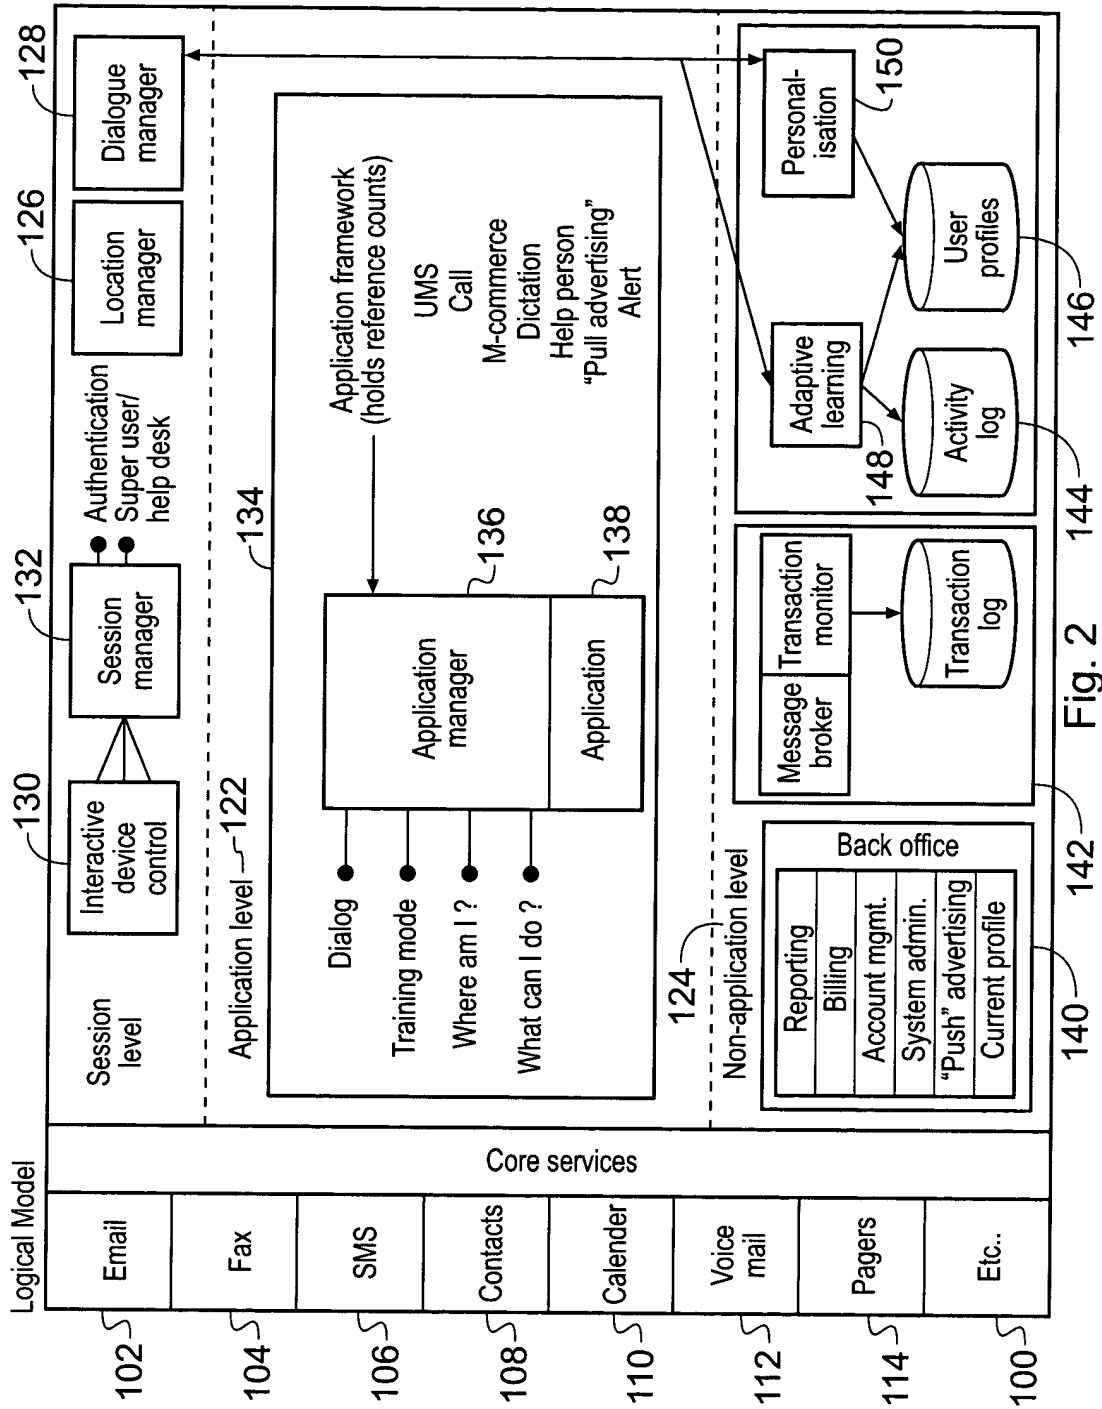 Logical Model
102
Email
104
Fax
106
SMS
108
Contacts
110
Calender
112
Voice
mail
114
Pagers
100
Etc..
Core services
Session
level
130
Interactive
device
control
132
Session
manager
Authentication
Super user/
help desk
126
Location
manager
128
Dialogue
manager
Application level
122
134
Dialog
Training mode
Where am I ?
What can I do ?
Application
manager
136
Application
138
Application framework
(holds reference counts)
UMS
Call
M-commerce
Dictation
Help person
“Pull advertising”
Alert
124
Non-application level
Back office
Reporting
Billing
Account mgmt.
System admin.
“Push” advertising
Current profile
140
Message
broker
Transaction
monitor
Transaction
log
142
Adaptive
learning
148
Personal-
isation
150
Activity
log
144
User
profiles
146
Fig. 2